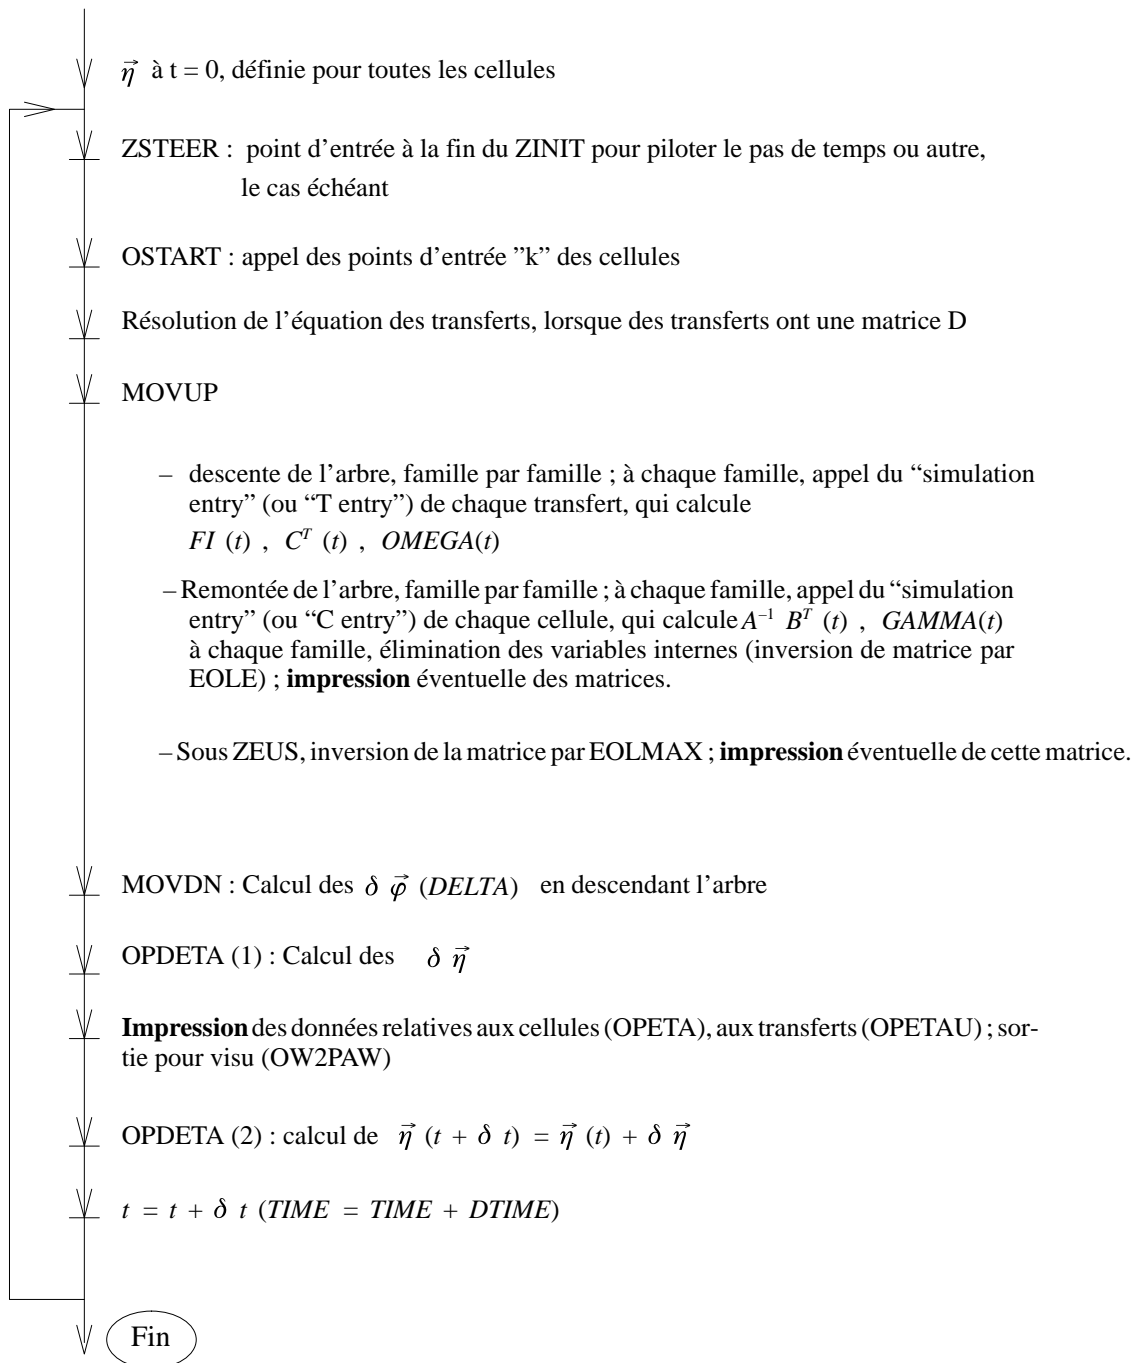 η⃗ à t = 0, définie pour toutes les cellules
ZSTEER : point d’entrée à la fin du ZINIT pour piloter le pas de temps ou autre,
le cas échéant
OSTART : appel des points d’entrée ”k” des cellules
Résolution de l’équation des transferts, lorsque des transferts ont une matrice D
MOVUP
– descente de l’arbre, famille par famille ; à chaque famille, appel du “simulation
entry” (ou “T entry”) de chaque transfert, qui calcule
FI (t) , Cᵀ (t) , OMEGA(t)
– Remontée de l’arbre, famille par famille ; à chaque famille, appel du “simulation
entry” (ou “C entry”) de chaque cellule, qui calcule A⁻¹ Bᵀ (t) , GAMMA(t)
à chaque famille, élimination des variables internes (inversion de matrice par
EOLE) ; impression éventuelle des matrices.
– Sous ZEUS, inversion de la matrice par EOLMAX ; impression éventuelle de cette matrice.
MOVDN : Calcul des δ φ⃗ (DELTA) en descendant l’arbre
OPDETA (1) : Calcul des δ η⃗
Impression des données relatives aux cellules (OPETA), aux transferts (OPETAU) ; sor-
tie pour visu (OW2PAW)
OPDETA (2) : calcul de η⃗ (t + δ t) = η⃗ (t) + δ η⃗
t = t + δ t (TIME = TIME + DTIME)
Fin